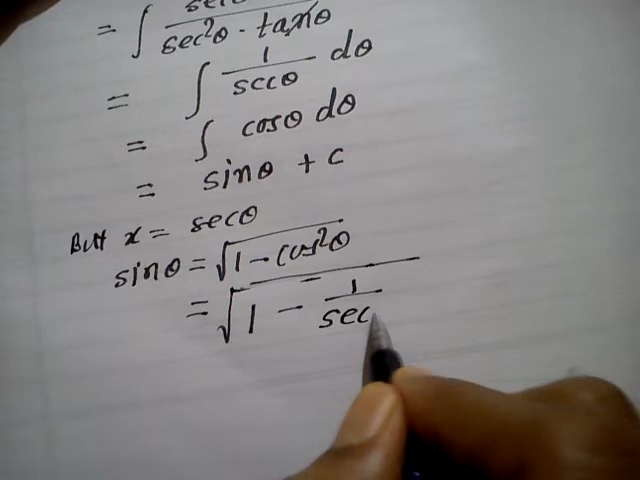 = ∫ sec²θ · tanθ
= ∫ 1/secθ dθ
= ∫ cosθ dθ
= sinθ + c
But x = secθ
sinθ = √1 - cos²θ
= √1 - 1/sec